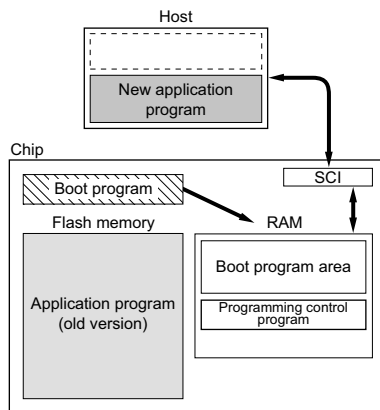 Host
New application
program
Chip
SCI
Boot program
Flash memory
RAM
Boot program area
Application program
(old version)
Programming control
program